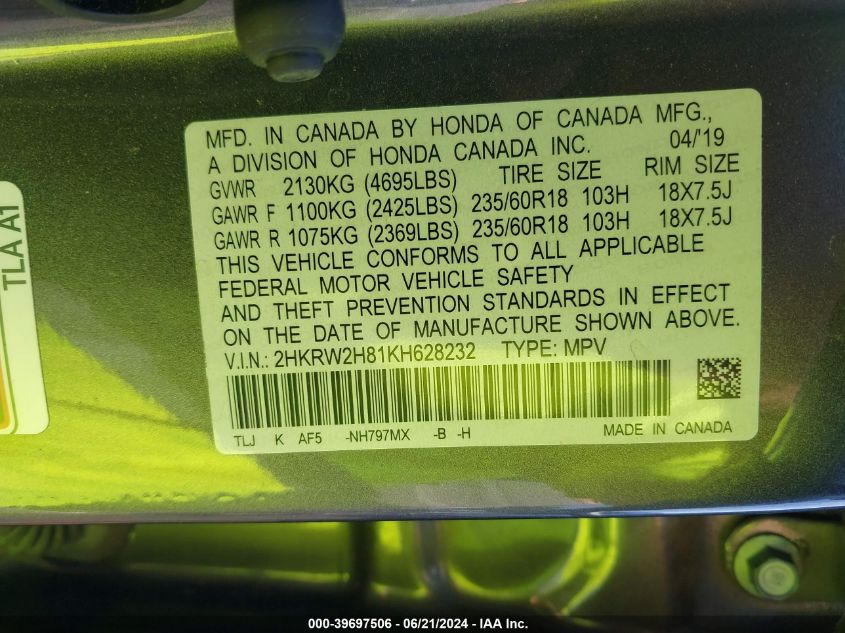 MFD. IN CANADA BY HONDA OF CANADA MFG.,
A DIVISION OF HONDA CANADA INC. 04/'19
GVWR 2130KG (4695LBS) TIRE SIZE RIM SIZE
GAWR F 1100KG (2425LBS) 235/60R18 103H 18X7.5J
GAWR R 1075KG (2369LBS) 235/60R18 103H 18X7.5J
THIS VEHICLE CONFORMS TO ALL APPLICABLE
FEDERAL MOTOR VEHICLE SAFETY
AND THEFT PREVENTION STANDARDS IN EFFECT
ON THE DATE OF MANUFACTURE SHOWN ABOVE.
V.I.N.: 2HKRW2H81KH628232 TYPE: MPV
TLJ K AF5 -NH797MX -B -H MADE IN CANADA
TLA A1
000-39697506 - 06/21/2024 - IAA Inc.